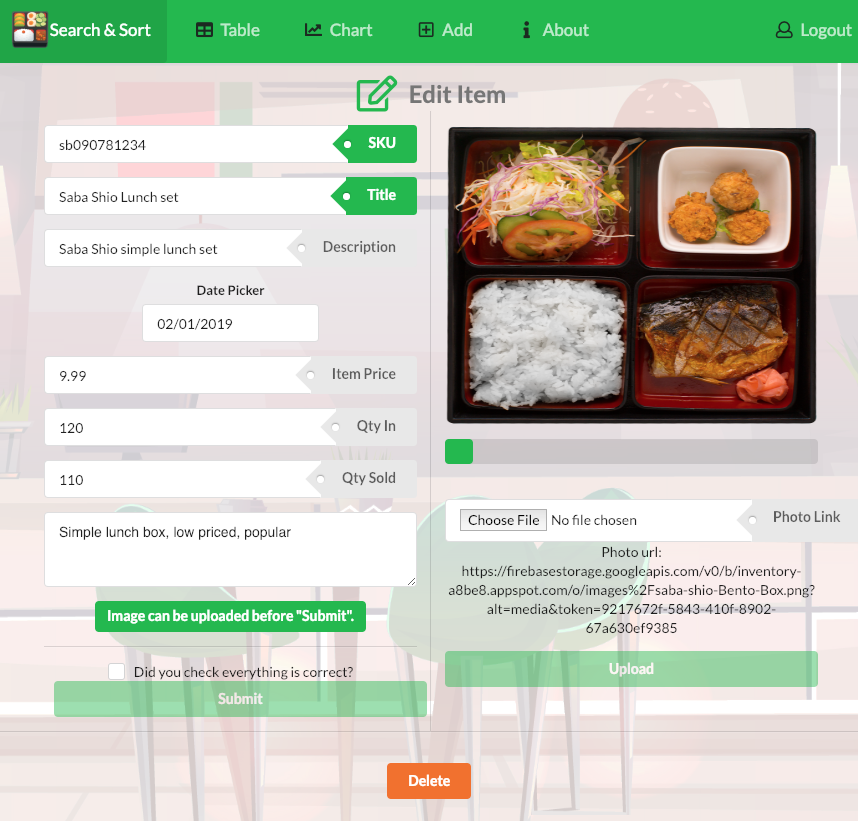 Search & Sort
Table
Chart
Add
About
Logout
Edit Item
sb090781234
SKU
Saba Shio Lunch set
Title
Saba Shio simple lunch set
Description
Date Picker
02/01/2019
9.99
Item Price
120
Qty In
110
Qty Sold
Simple lunch box, low priced, popular
Image can be uploaded before "Submit".
Did you check everything is correct?
Submit
Choose File No file chosen
Photo Link
Photo url:
https://firebasestorage.googleapis.com/v0/b/inventory-
a8be8.appspot.com/o/images%2Fsaba-shio-Bento-Box.png?
alt=media&token=9217672f-5843-410f-8902-
67a630ef9385
Upload
Delete